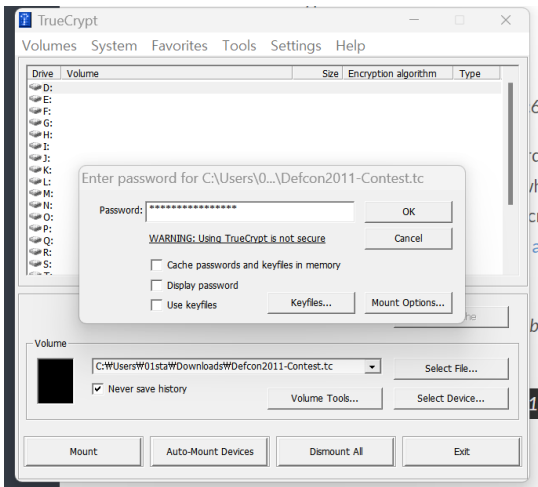 TrueCrypt
Volumes System Favorites Tools Settings Help
Drive Volume Size Encryption algorithm Type
D:
E:
F:
G:
H:
I:
J:
K:
L:
M:
N:
O:
P:
Q:
R:
S:
Enter password for C:\Users\0...\Defcon2011-Contest.tc
Password: **************** OK
WARNING: Using TrueCrypt is not secure Cancel
Cache passwords and keyfiles in memory
Display password
Use keyfiles Keyfiles... Mount Options...
Volume
C:₩Users₩01sta₩Downloads₩Defcon2011-Contest.tc Select File...
Never save history Volume Tools... Select Device...
Mount Auto-Mount Devices Dismount All Exit